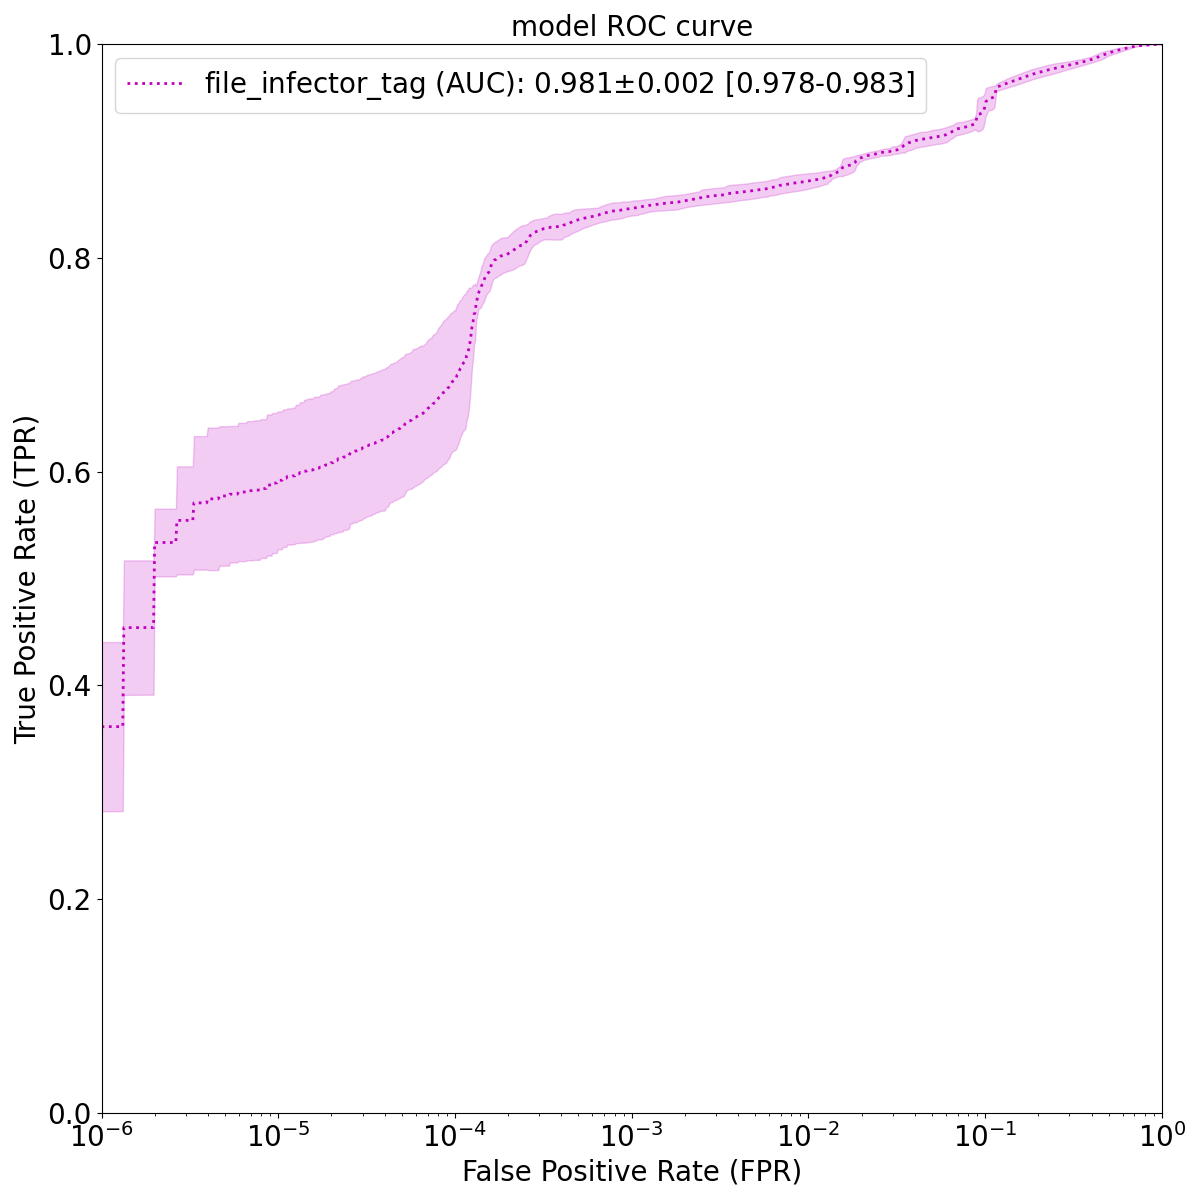 model ROC curve
file_infector_tag (AUC): 0.981±0.002 [0.978-0.983]
True Positive Rate (TPR)
1.0
0.8
0.6
0.4
0.2
0.0
10⁻⁶ 10⁻⁵ 10⁻⁴ 10⁻³ 10⁻² 10⁻¹ 10⁰
False Positive Rate (FPR)